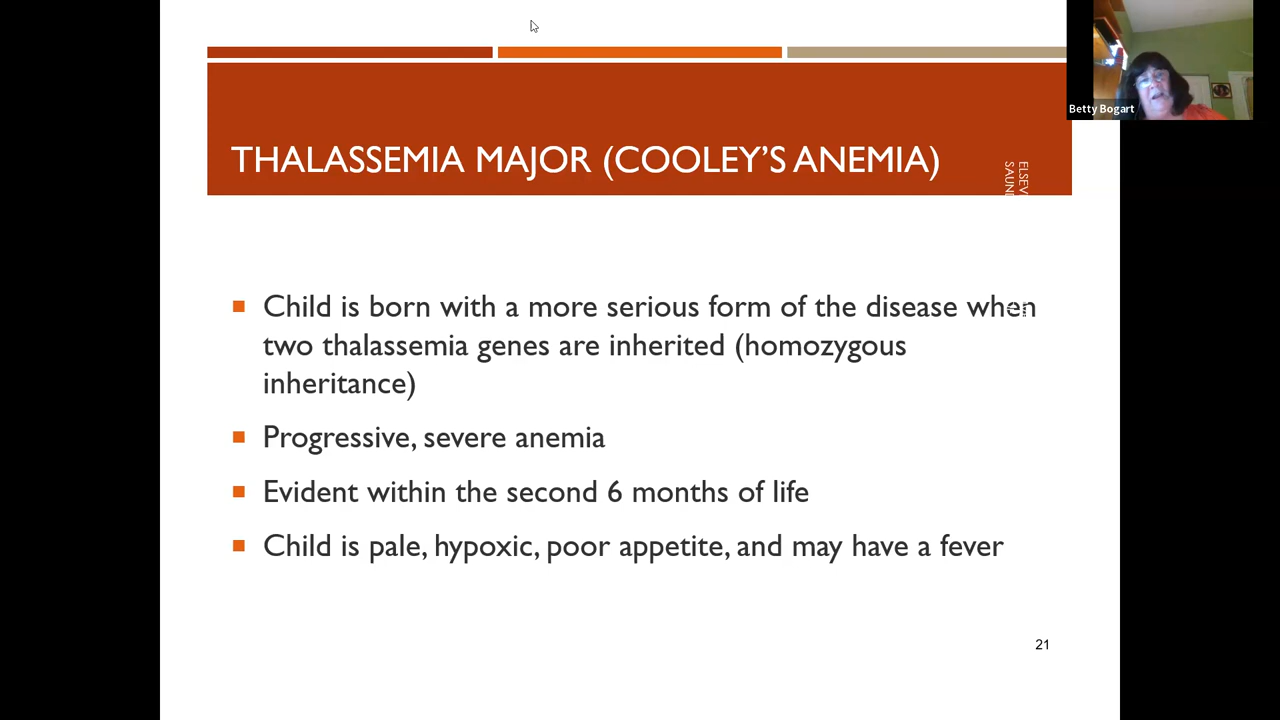 THALASSEMIA MAJOR (COOLEY'S ANEMIA)
Betty Bogart
Child is born with a more serious form of the disease when
two thalassemia genes are inherited (homozygous
inheritance)
Progressive, severe anemia
Evident within the second 6 months of life
Child is pale, hypoxic, poor appetite, and may have a fever
21